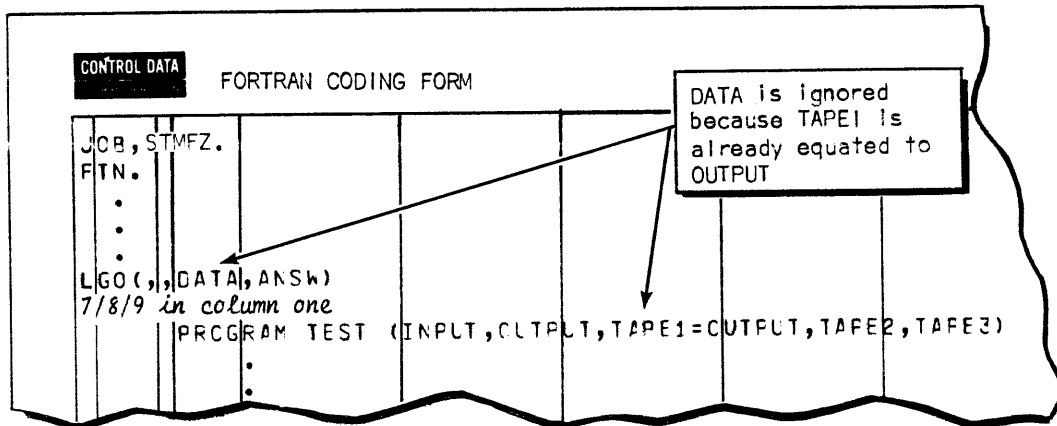 CONTROL DATA
FORTRAN CODING FORM
DATA is ignored
because TAPE1 is
already equated to
OUTPUT
JOB,STMFZ.
FTN.
.
.
.
LGO(,,DATA,ANSW)
7/8/9 in column one
PROGRAM TEST (INPUT,OUTPUT,TAPE1=OUTPUT,TAPE2,TAPE3)
.
.